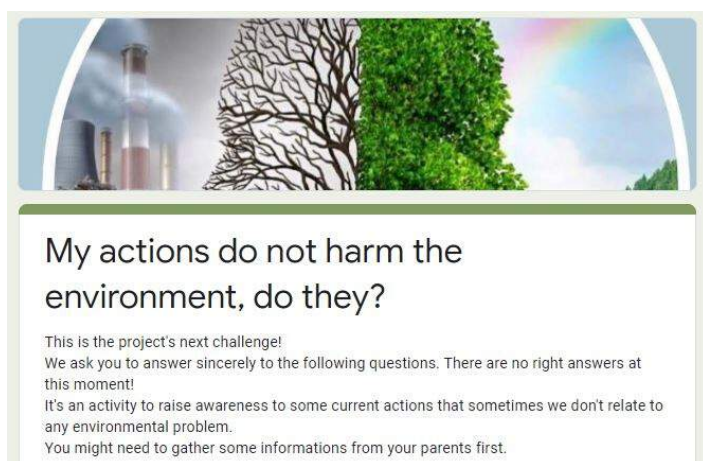 My actions do not harm the
environment, do they?
This is the project's next challenge!
We ask you to answer sincerely to the following questions. There are no right answers at
this moment!
It's an activity to raise awareness to some current actions that sometimes we don't relate to
any environmental problem.
You might need to gather some informations from your parents first.